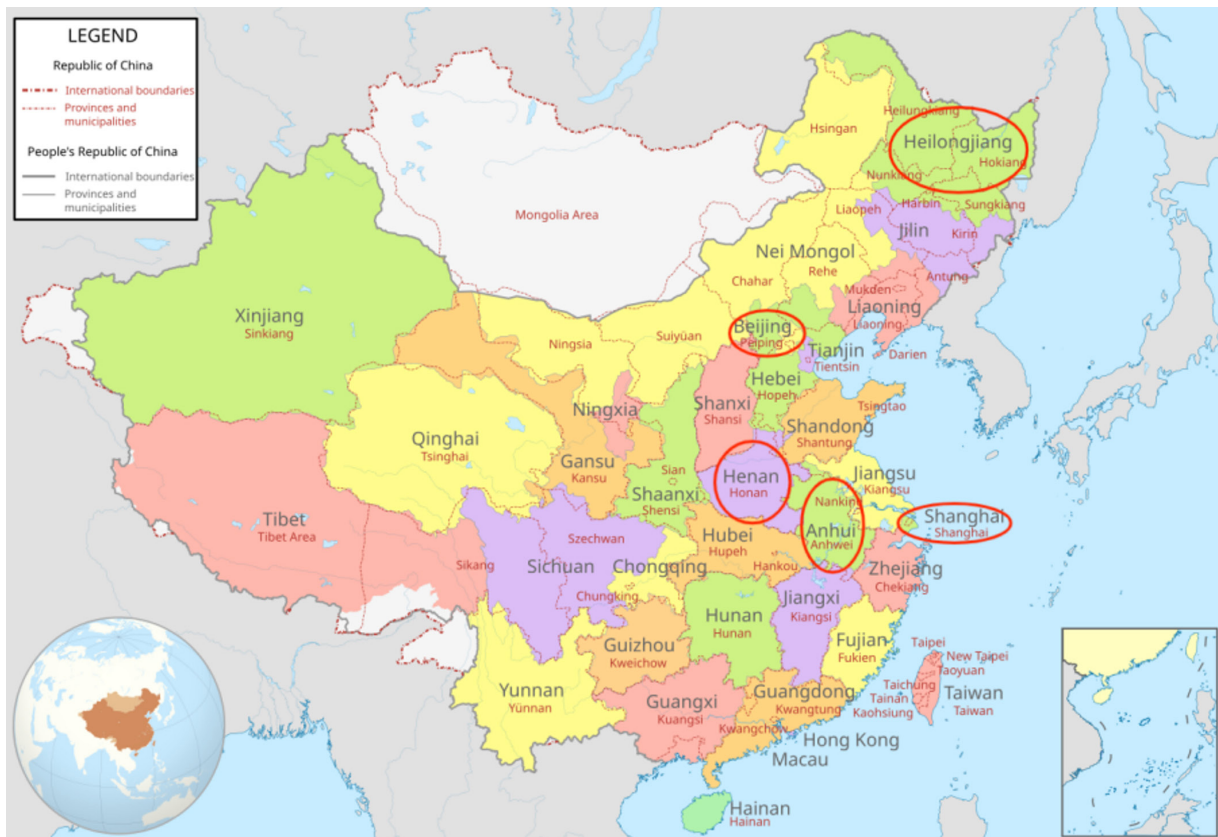 LEGEND
Republic of China
International boundaries
Provinces and
municipalities
People's Republic of China
International boundaries
Provinces and
municipalities
Heilungkiang
Hsingan
Heilongjiang
Hokiang
Nunkiang
Harbin
Sungkiang
Liaopeh
Mongolia Area
Jilin
Kirin
Nei Mongol
Rehe
Chahar
Antung
Mukden
Liaoning
Liaoning
Xinjiang
Sinkiang
Beijing
Peiping
Suiyüan
Ningsia
Tianjin
Tientsin
Darien
Hebei
Hopeh
Shanxi
Shansi
Ningxia
Tsingtao
Shandong
Shantung
Qinghai
Tsinghai
Gansu
Kansu
Sian
Henan
Honan
Jiangsu
Kiangsu
Shaanxi
Shensi
Nanking
Shanghai
Shanghai
Tibet
Tibet Area
Anhui
Anhwei
Hubei
Hupeh
Szechwan
Sikang
Sichuan
Chongqing
Hankou
Zhejiang
Chekiang
Chungking
Jiangxi
Kiangsi
Hunan
Hunan
Guizhou
Kweichow
Fujian
Fukien
Taipei
New Taipei
Taoyuan
Taichung
Tainan
Kaohsiung
Taiwan
Taiwan
Yunnan
Yünnan
Guangxi
Kuangsi
Guangdong
Kwangtung
Kwangchow
Hong Kong
Macau
Hainan
Hainan